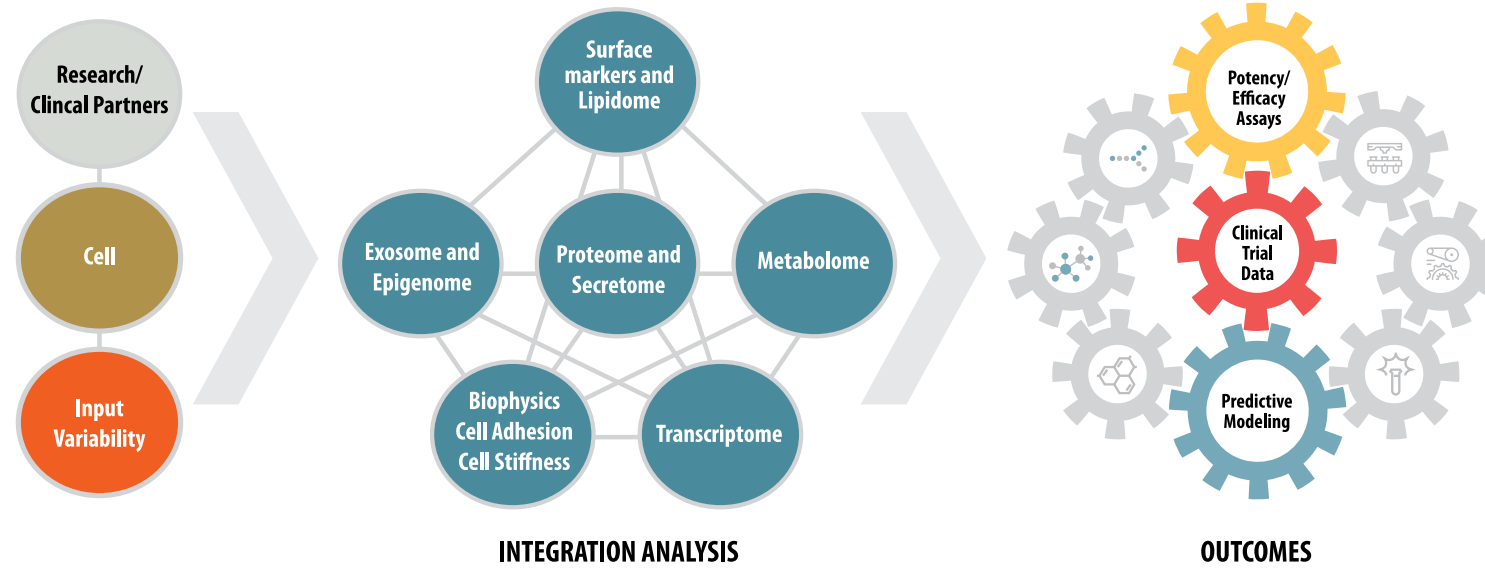 Research/
Clincal Partners
Cell
Input
Variability
Surface
markers and
Lipidome
Exosome and
Epigenome
Proteome and
Secretome
Metabolome
Biophysics
Cell Adhesion
Cell Stiffness
Transcriptome
INTEGRATION ANALYSIS
Potency/
Efficacy
Assays
Clinical
Trial
Data
Predictive
Modeling
OUTCOMES